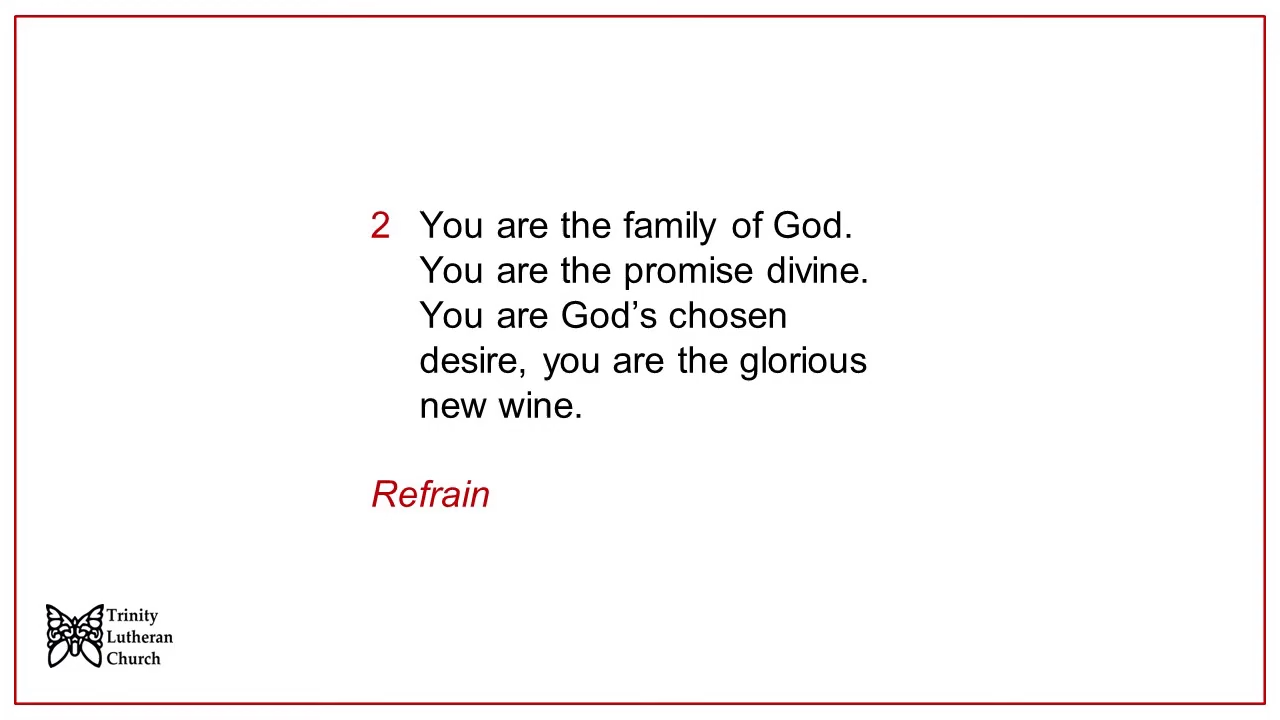 2 You are the family of God.
You are the promise divine.
You are God’s chosen
desire, you are the glorious
new wine.
Refrain
Trinity
Lutheran
Church